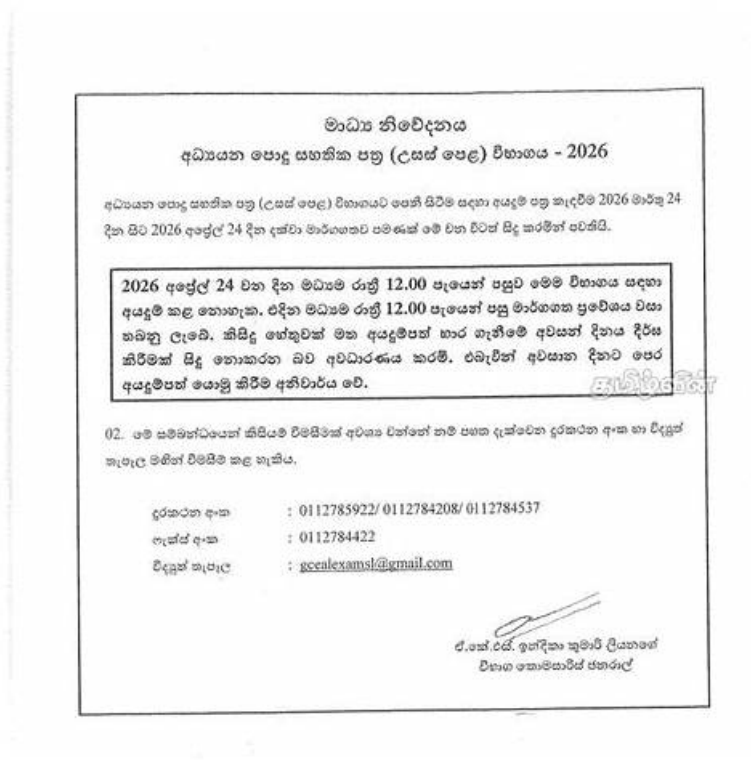 මාධ්‍ය නිවේදනය
අධ්‍යයන පොදු සහතික පත්‍ර (උසස් පෙළ) විභාගය - 2026
අධ්‍යයන පොදු සහතික පත්‍ර (උසස් පෙළ) විභාගයට පෙනී සිටීම සඳහා අයදුම් පත්‍ර කැඳවීම 2026 මාර්තු 24
දින සිට 2026 අප්‍රේල් 24 දින දක්වා මාර්ගගතව පමණක් මේ වන විටත් සිදු කරමින් පවතියි.
2026 අප්‍රේල් 24 වන දින මධ්‍යම රාත්‍රී 12.00 පැයෙන් පසුව මෙම විභාගය සඳහා
අයදුම් කළ නොහැක. එදින මධ්‍යම රාත්‍රී 12.00 පැයෙන් පසු මාර්ගගත ප්‍රවේශය වසා
තබනු ලැබේ. කිසිදු හේතුවක් මත අයදුම්පත් භාර ගැනීමේ අවසන් දිනය දීර්ඝ
කිරීමක් සිදු නොකරන බව අවධාරණය කරමි. එබැවින් අවසාන දිනට පෙර
අයදුම්පත් යොමු කිරීම අනිවාර්ය වේ.
தமிழ்வின்
02. මේ සම්බන්ධයෙන් කිසියම් විමසීමක් අවශ්‍ය වන්නේ නම් පහත දැක්වෙන දුරකථන අංක හා විද්‍යුත්
තැපැල මඟින් විමසීම් කළ හැකිය.
දුරකථන අංක : 0112785922/ 0112784208/ 0112784537
ෆැක්ස් අංක : 0112784422
විද්‍යුත් තැපැල : gcealexamsl@gmail.com
ඒ.කේ.එස්. ඉන්දිකා කුමාරි ලියනගේ
විභාග කොමසාරිස් ජනරාල්